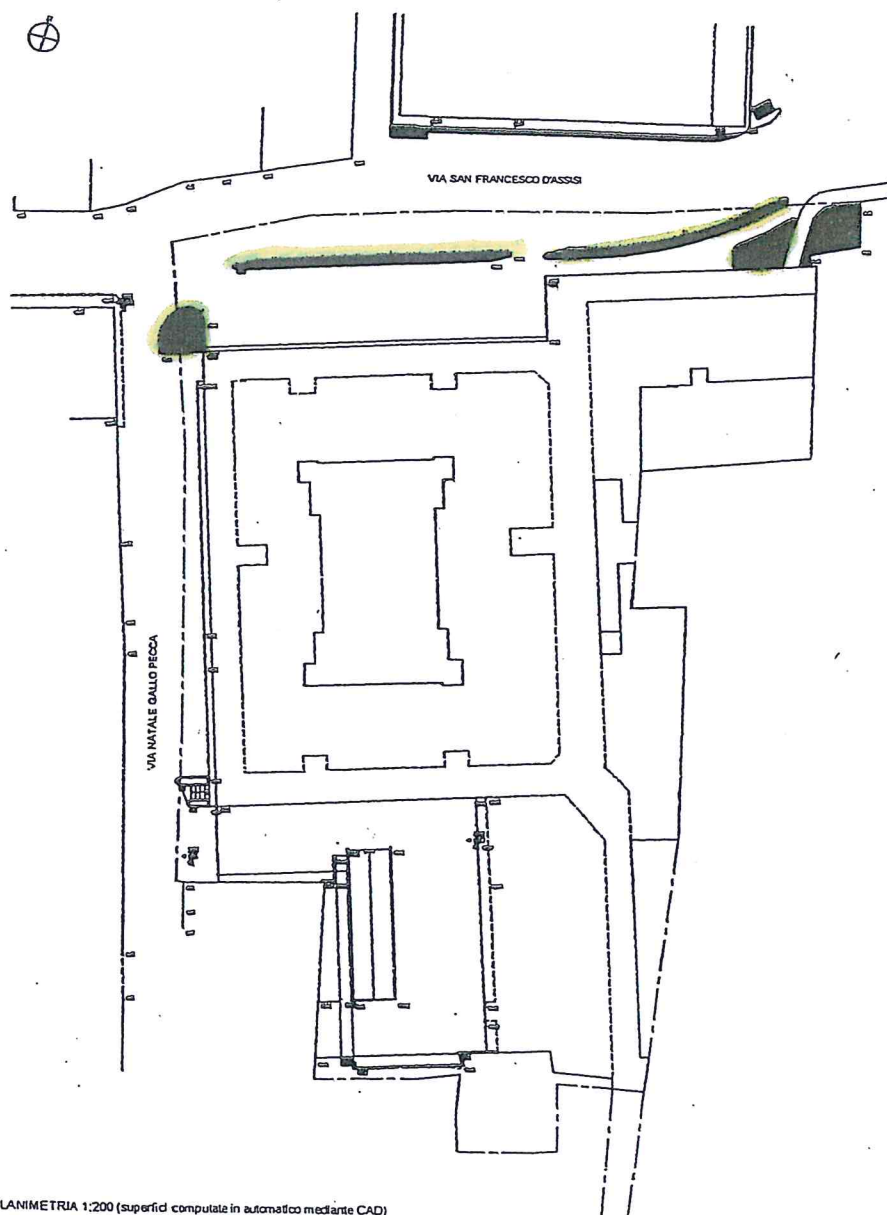 VIA SAN FRANCESCO D'ASSISI
VIA NATALE GALLO PECCA
LANIMETRIA 1:200 (superfici computate in automatico mediante CAD)